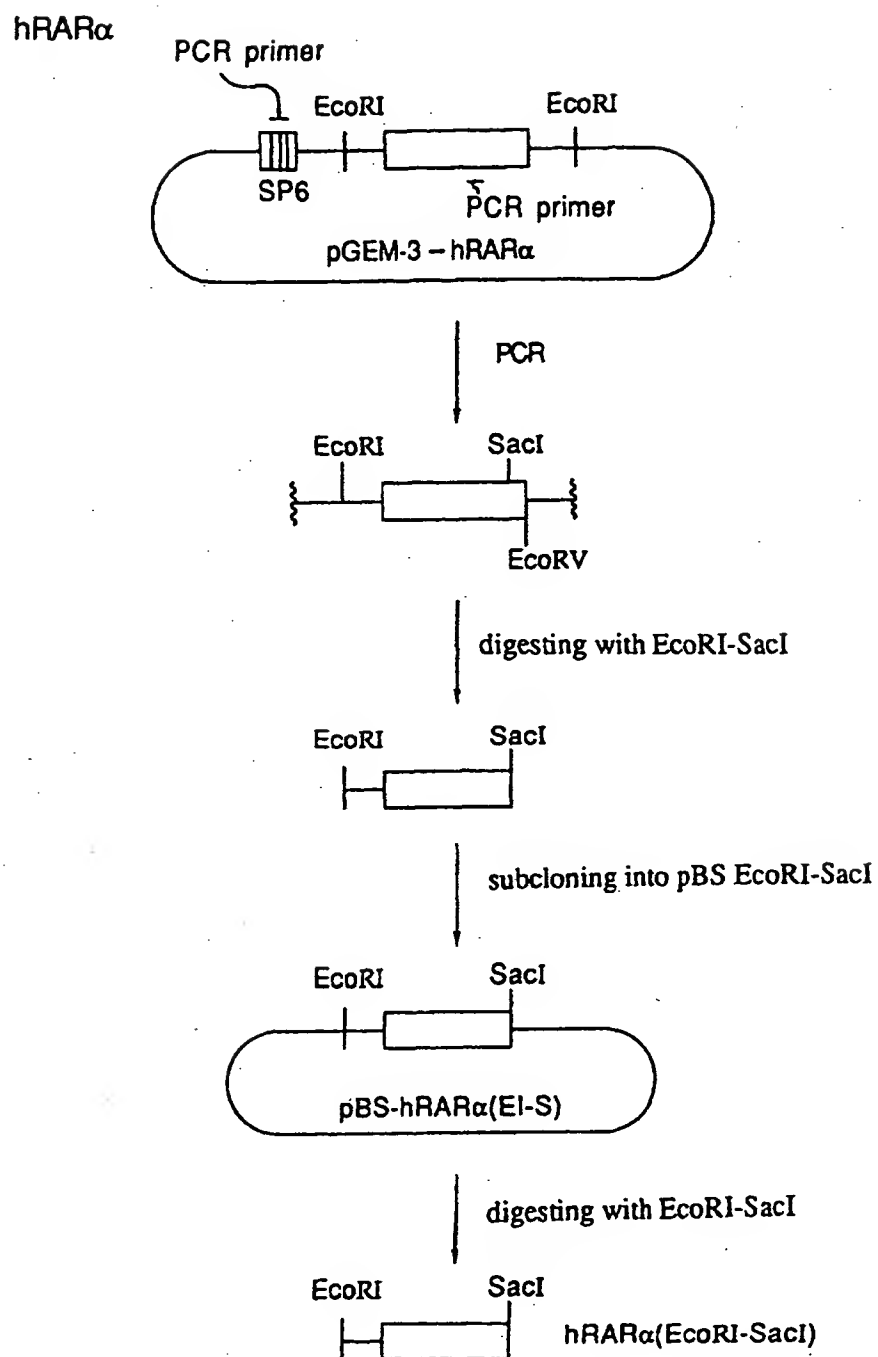 hRARα
PCR primer
EcoRI
EcoRI
SP6
PCR primer
pGEM-3 – hRARα
PCR
EcoRI
SacI
EcoRV
digesting with EcoRI-SacI
EcoRI
SacI
subcloning into pBS EcoRI-SacI
EcoRI
SacI
pBS-hRARα(EI-S)
digesting with EcoRI-SacI
EcoRI
SacI
hRARα(EcoRI-SacI)